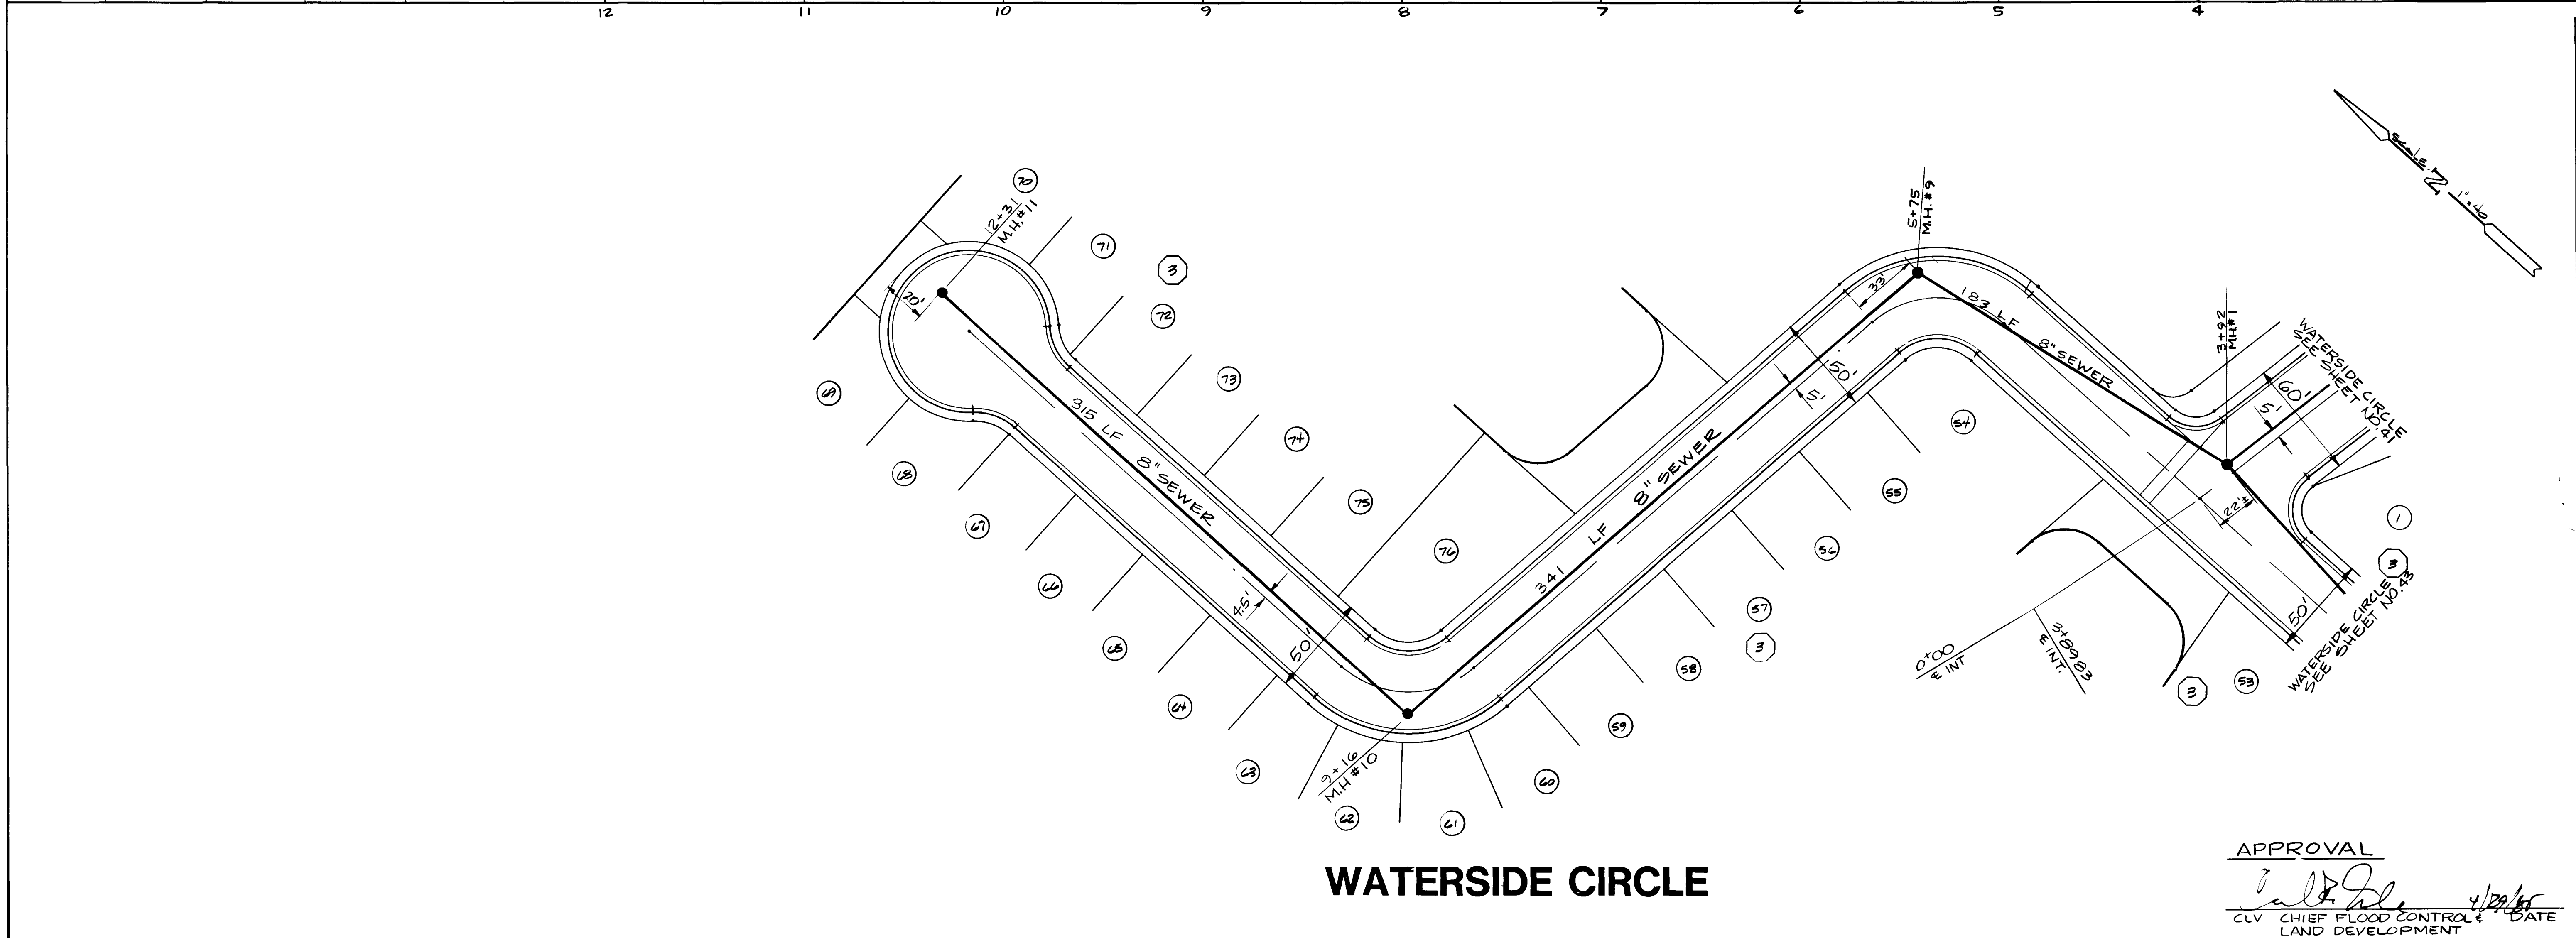 12 11 10 9 8 7 6 5 4
SCALE 1"=40
N
70
12+31
M.H.#11
71
3
72
20'
73
69
315 LF 8" SEWER
74
68
75
67
76
66
4.5'
65
50'
64
63
9+16
M.H #10
62
61
60
59
58
3
57
56
55
54
341 LF 8" SEWER
5+75
M.H.#9
33'
50'
5'
183 LF 8" SEWER
3+92
M.H.#1
WATERSIDE CIRCLE
SEE SHEET NO.41
60'
5'
22'±
1
3
50'
WATERSIDE CIRCLE
SEE SHEET NO.43
0+00
℄ INT
3+89.83
INT.
3
53
WATERSIDE CIRCLE
APPROVAL
4/29/85
CLV CHIEF FLOOD CONTROL & DATE
LAND DEVELOPMENT